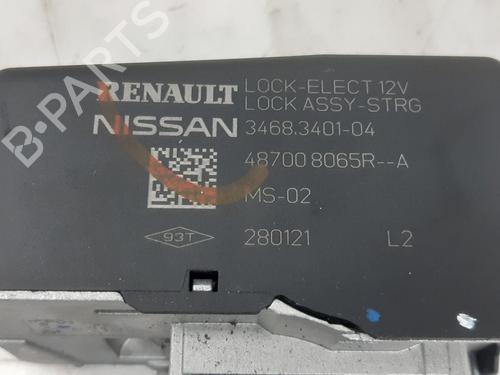 B-PARTS
RENAULT
NISSAN
LOCK-ELECT 12V
LOCK ASSY-STRG
3468.3401-04
48700 8065R--A
MS-02
93T
280121
L2